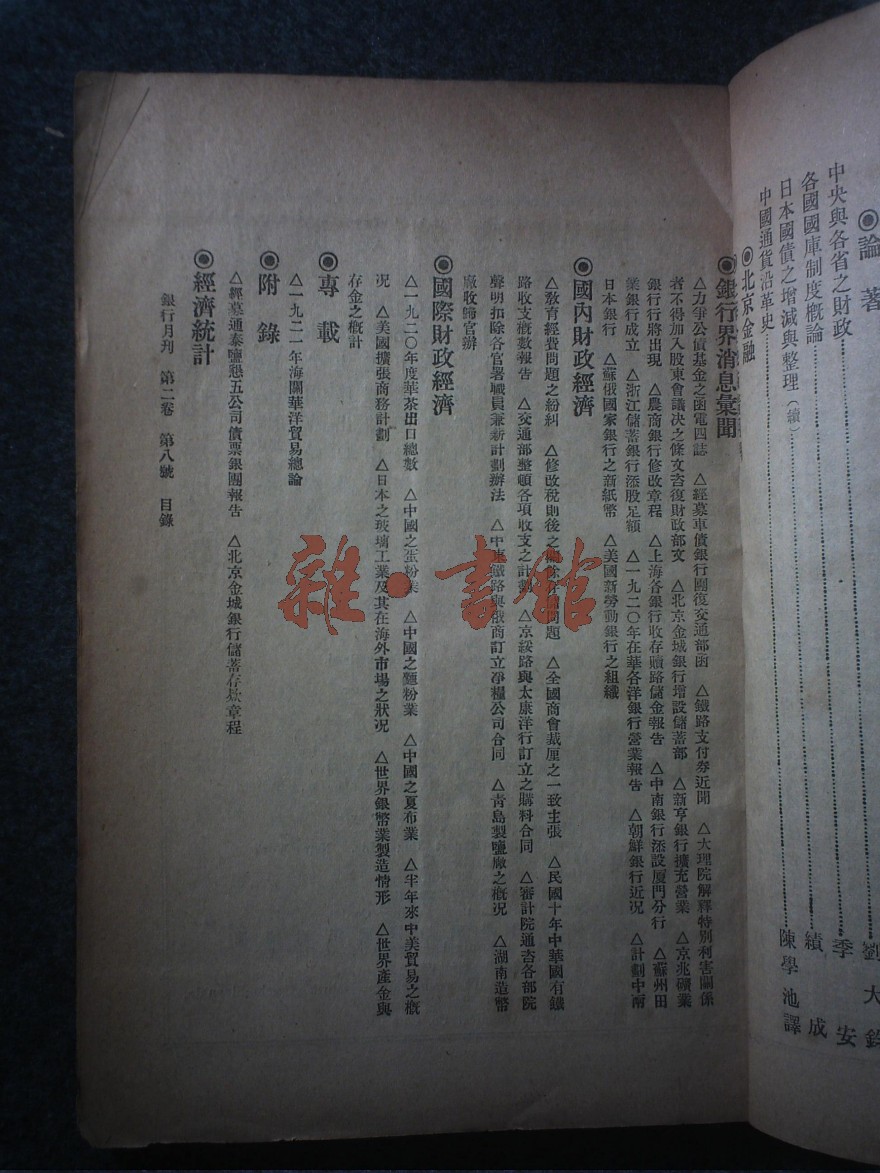 ◉論著
中央與各省之財政
劉大鈞
各國國庫制度概論
季安
日本國債之增減與整理(續)
績成
中國通貨沿革史
陳學池譯
◉北京金融
◉銀行界消息彙聞
△力爭公債基金之函電四誌 △經募車債銀行團復交通部函 △鐵路支付券近聞 △大理院解釋特別利害關係
者不得加入股東會議決之條文咨復財政部文 △北京金城銀行增設儲蓄部 △新亨銀行擴充營業 △京兆礦業
銀行行將出現 △農商銀行修改章程 △上海各銀行收存贖路儲金報告 △中南銀行添設厦門分行 △蘇州田
業銀行成立 △浙江儲蓄銀行添股足額 △一九二〇年在華各洋銀行營業報告 △朝鮮銀行近况 △計劃中兩
日本銀行 △蘇俄國家銀行之新紙幣 △美國新勞動銀行之組織
◉國內財政經濟
△敎育經費問題之紛糾 △修改税則後之問題 △全國商會裁厘之一致主張 △民國十年中華國有鐵
路收支概數報告 △交通部整頓各項收支之計劃 △京綏路與太康洋行訂立之購料合同 △審計院通咨各部院
聲明扣除各官署職員兼薪計劃辦法 △中東鐵路與俄商訂立淨糧公司合同 △靑島製鹽廠之槪况 △湖南造幣
廠收歸官辦
◉國際財政經濟
△一九二〇年度華茶出口總數 △中國之蛋粉業 △中國之麵粉業 △中國之夏布業 △半年來中美貿易之槪
况 △美國擴張商務計劃 △日本之玻璃工業及其在海外市場之狀况 △世界銀幣業製造情形 △世界產金與
存金之槪計
◉專載
△一九二一年海關華洋貿易總論
◉附錄
△經募通泰鹽墾五公司債票銀團報告 △北京金城銀行儲蓄存欵章程
◉經濟統計
銀行月刊 第二卷 第八號 目錄
雜·書館